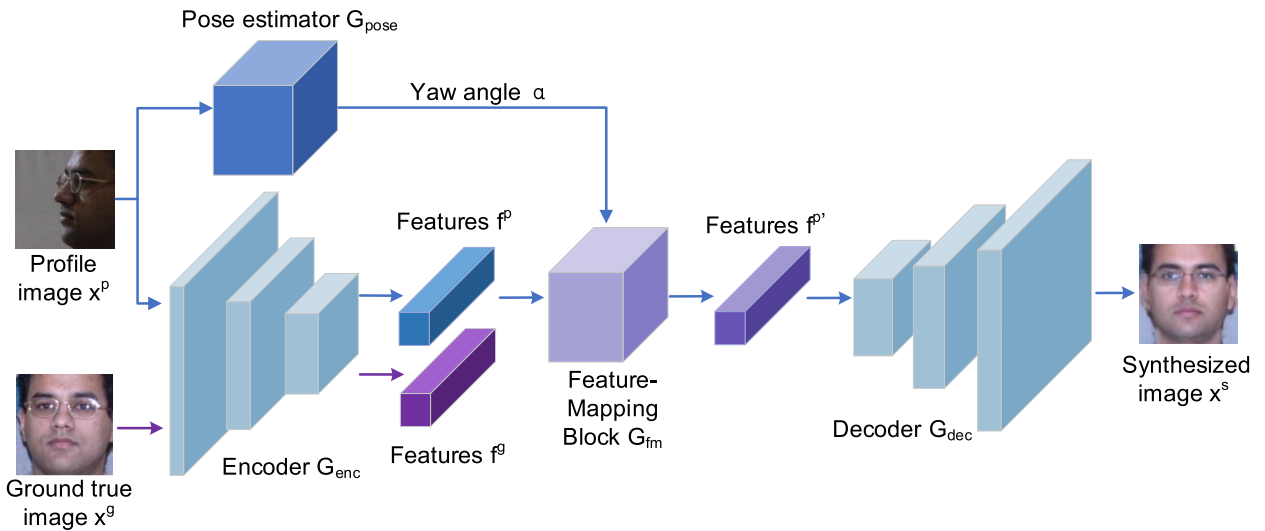 Pose estimator G_pose
Yaw angle α
Profile
image x^p
Features f^p
Features f^p'
Feature-
Mapping
Block G_fm
Synthesized
image x^s
Decoder G_dec
Encoder G_enc
Features f^g
Ground true
image x^g